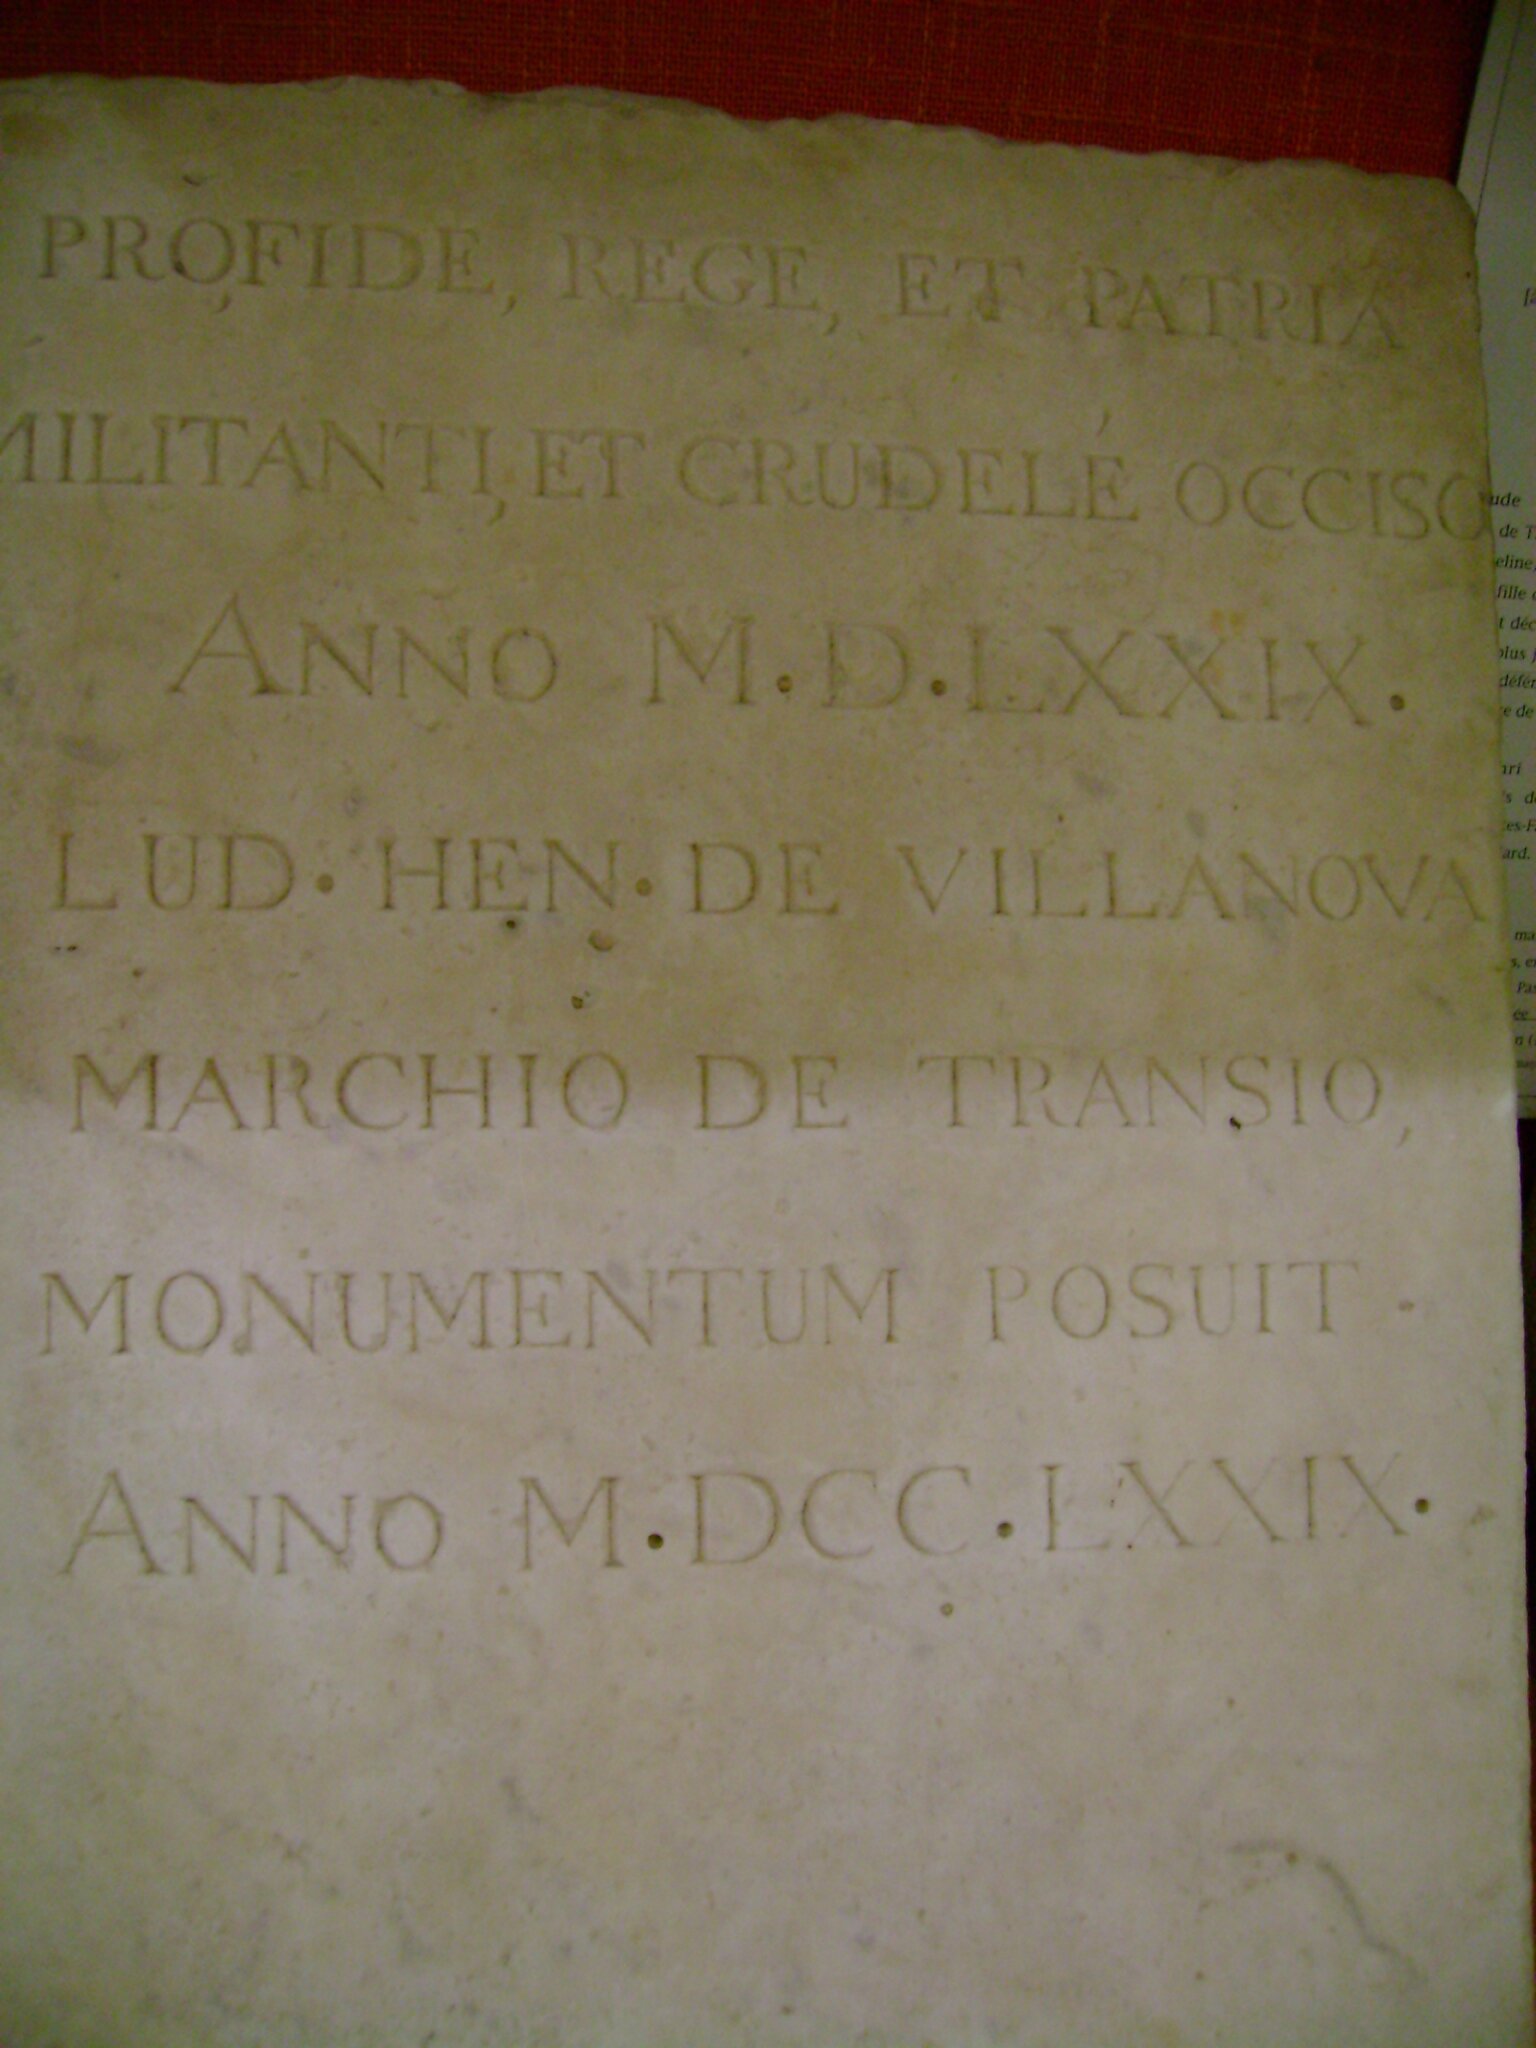 PRO,FIDE, REGE, ET PATRIA
MILITANTI, ET CRUDELÉ OCCISO
ANNO M·D·LXXIX·
LUD· HEN· DE VILLANOVA
MARCHIO DE TRANSIO,
MONUMENTUM POSUIT·
ANNO M·DCC·LXXIX·